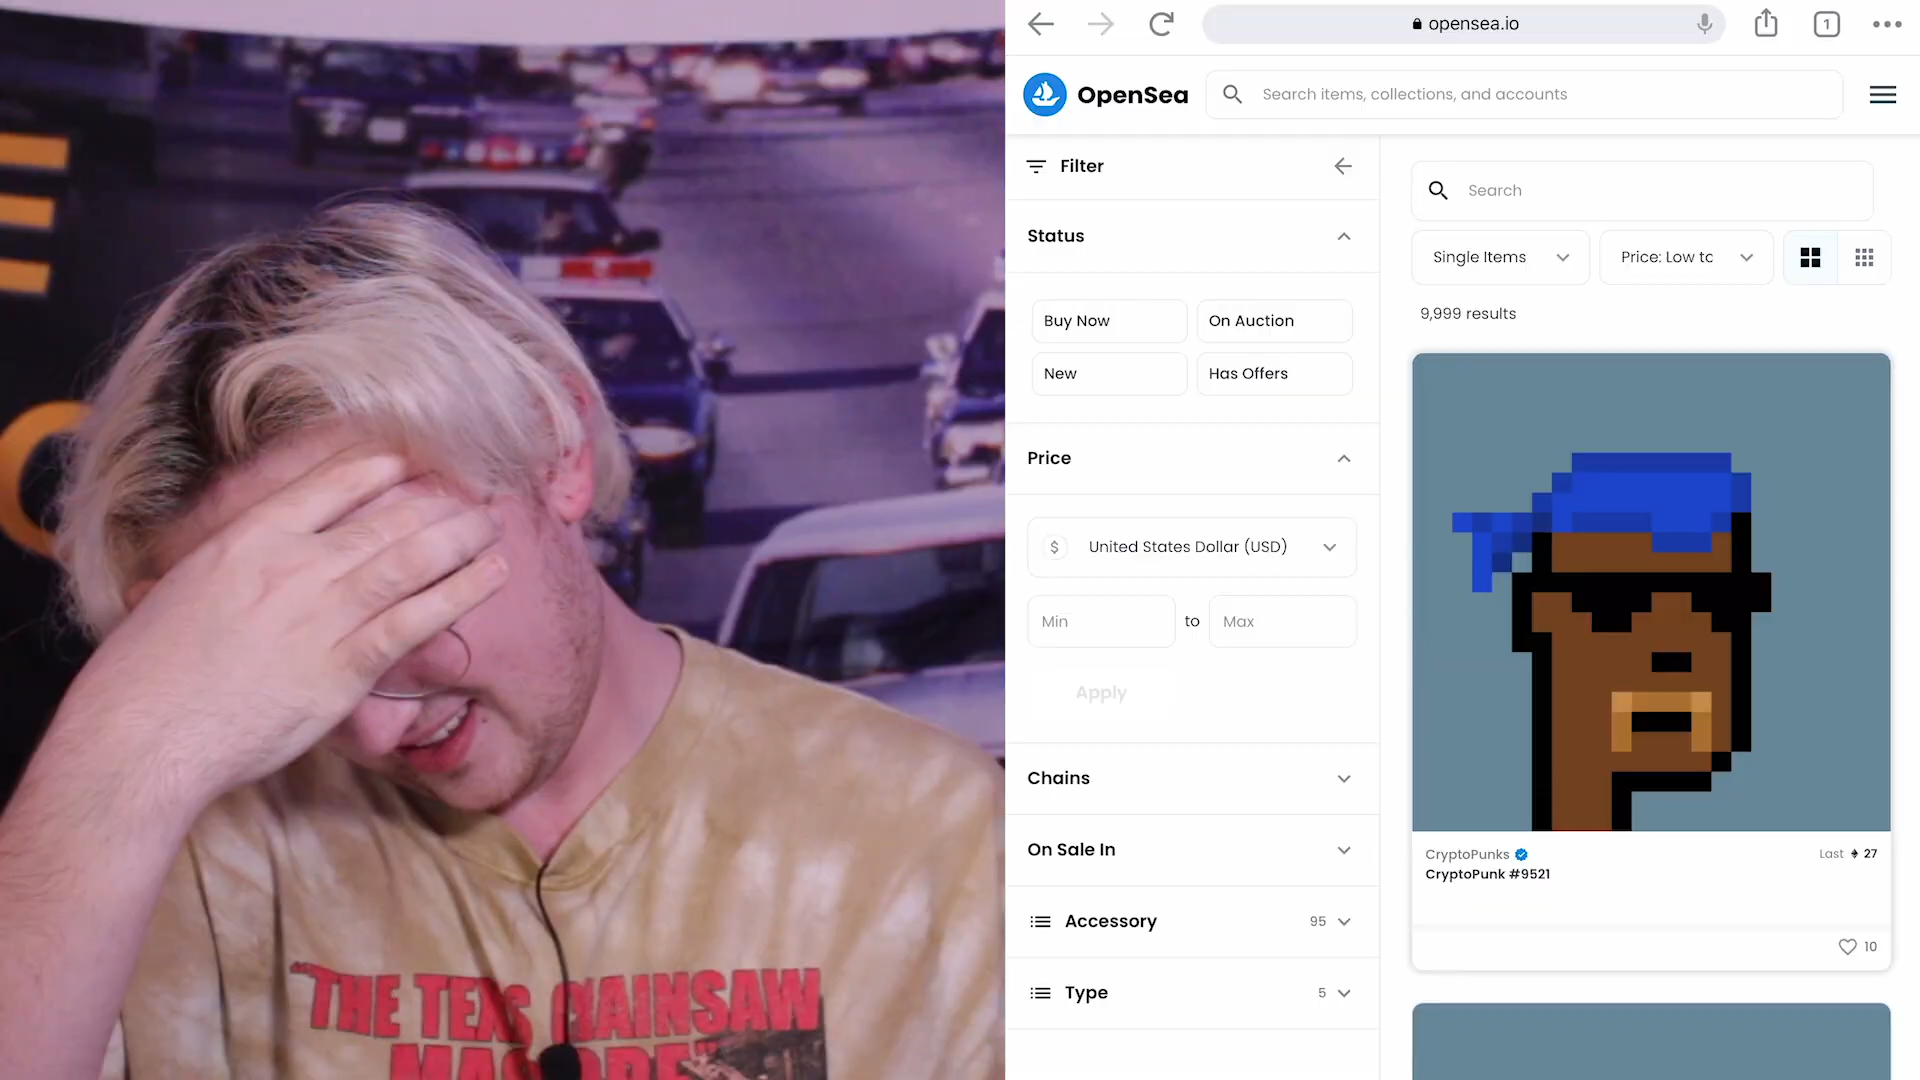 opensea.io
1
OpenSea
Search items, collections, and accounts
Filter
Search
Status
Single Items
Price: Low tc
9,999 results
Buy Now
On Auction
New
Has Offers
Price
$
United States Dollar (USD)
Min
to
Max
Apply
Chains
CryptoPunks
Last
27
CryptoPunk #9521
On Sale In
Accessory
95
10
Type
5
"THE TEXAS CHAINSAW